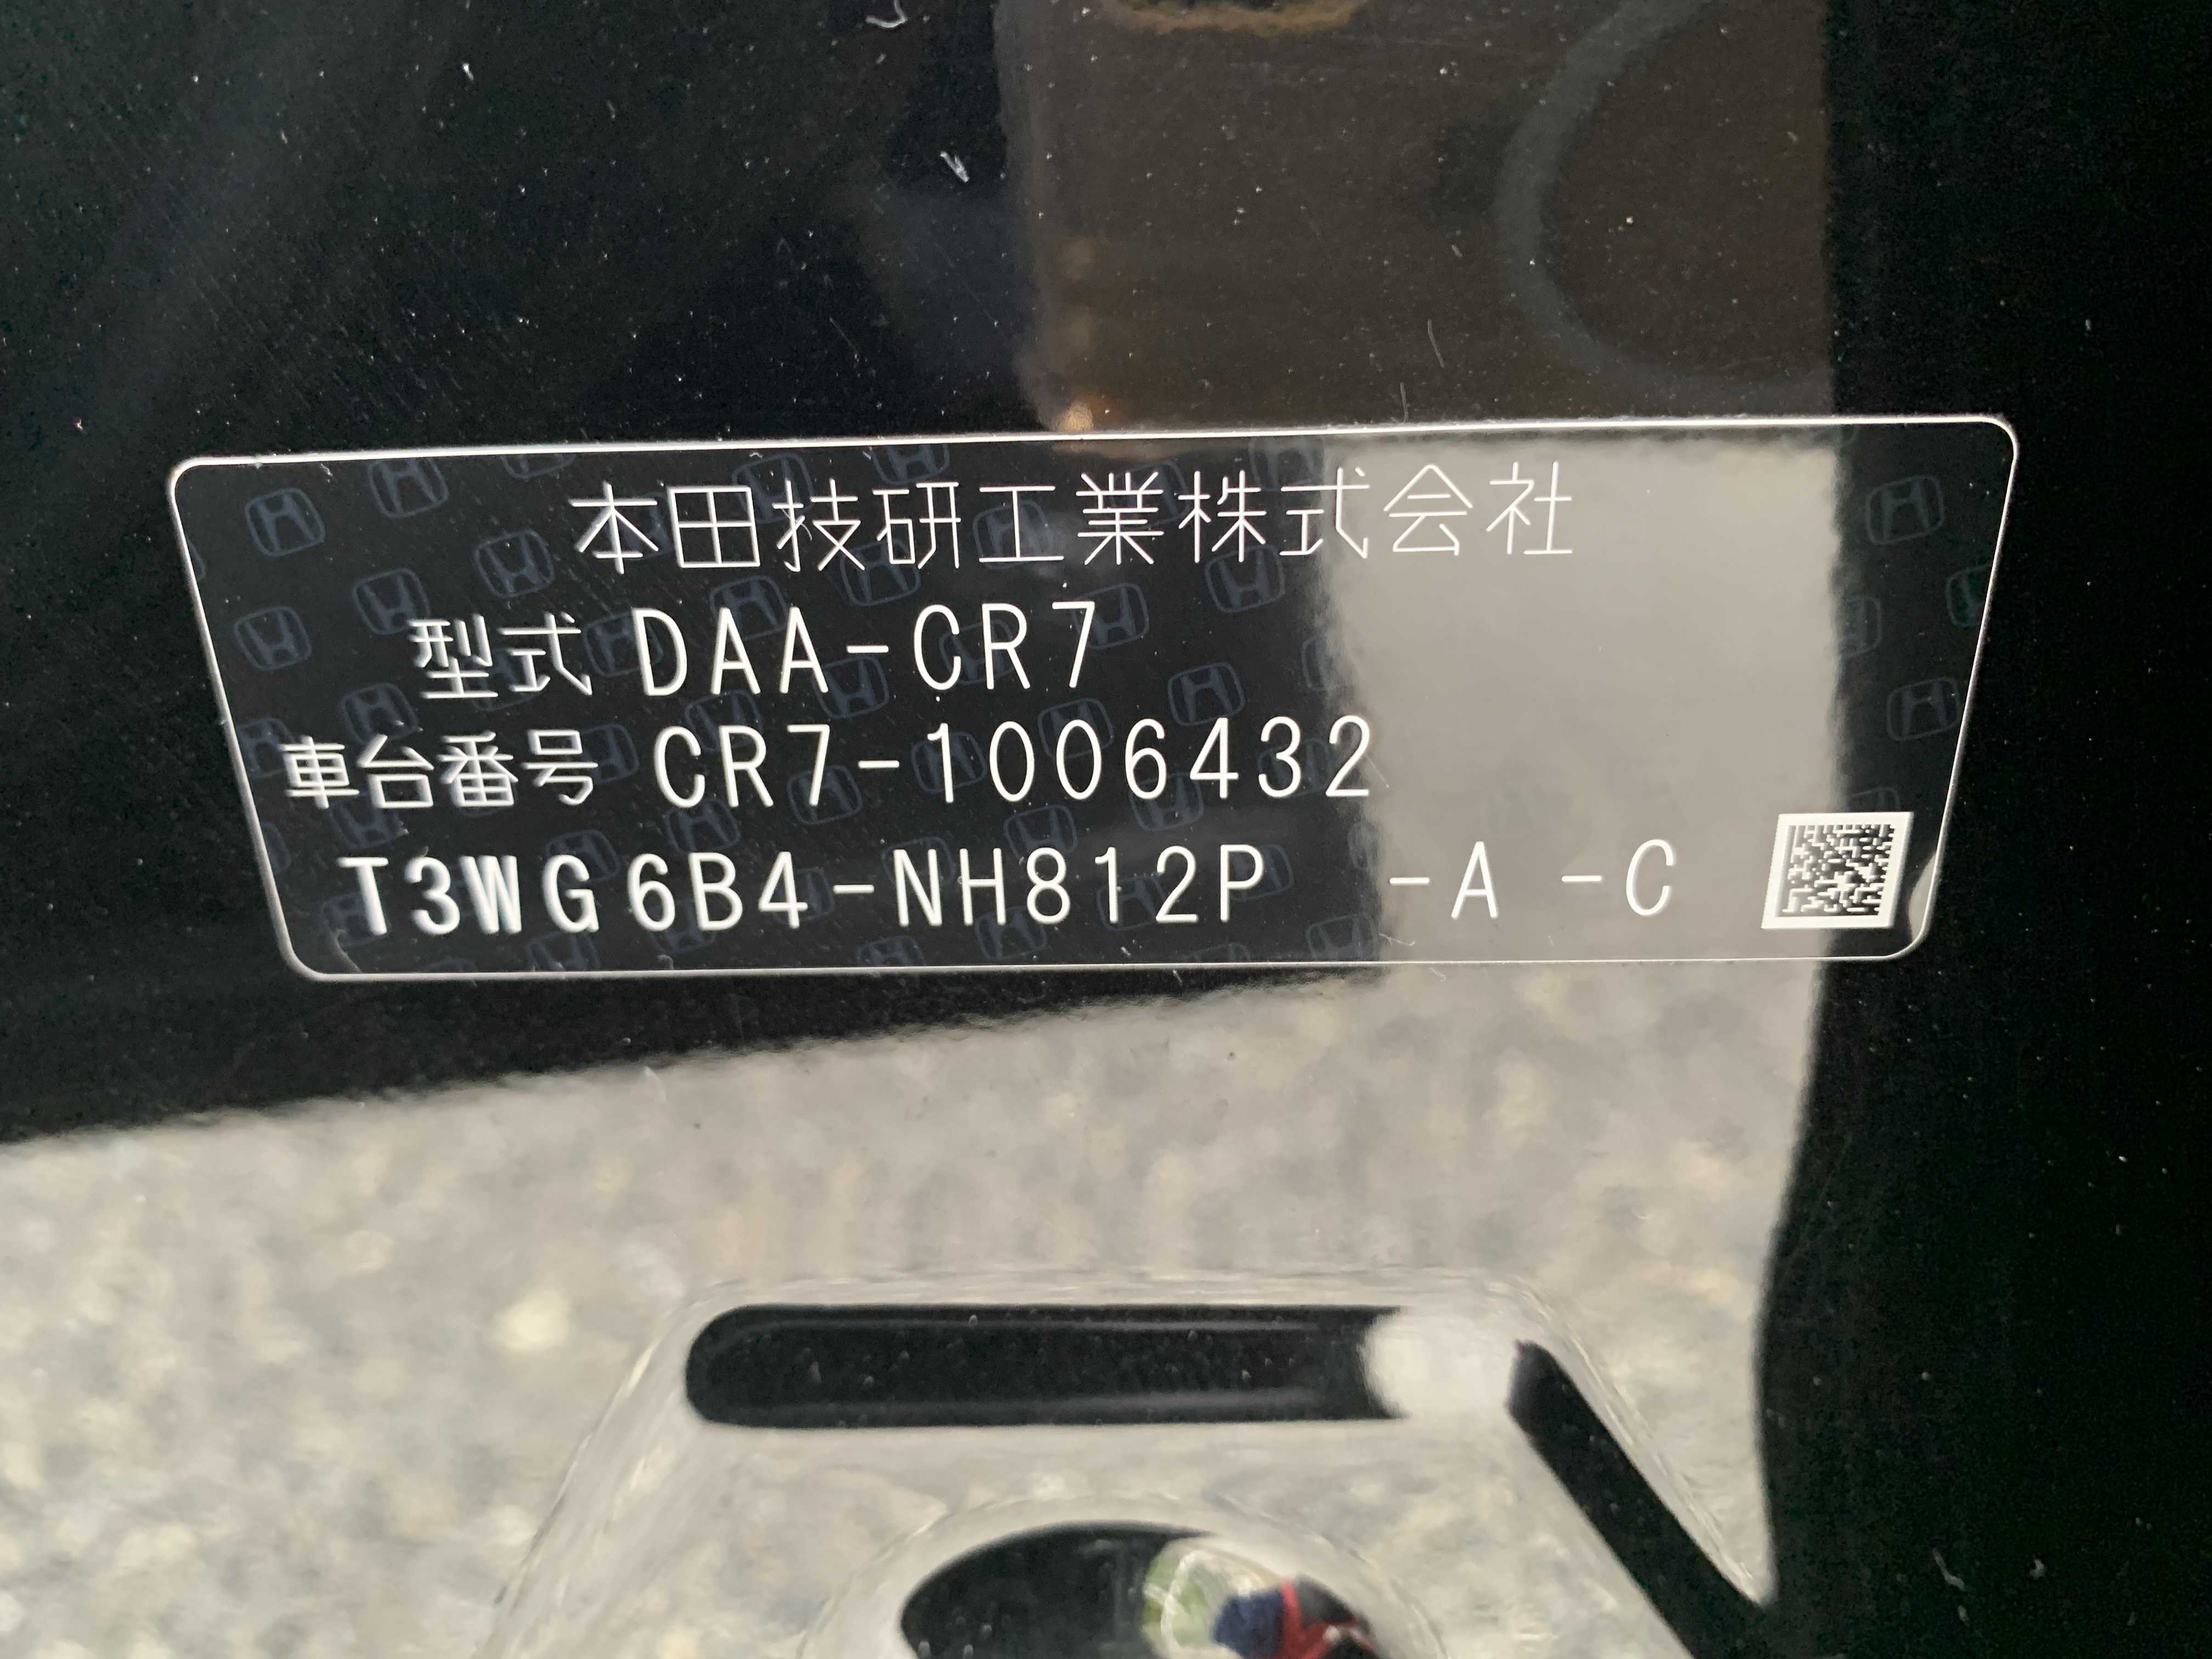 本田技研工業株式会社
型式 DAA-CR7
車台番号 CR7-1006432
T3WG6B4-NH812P -A -C